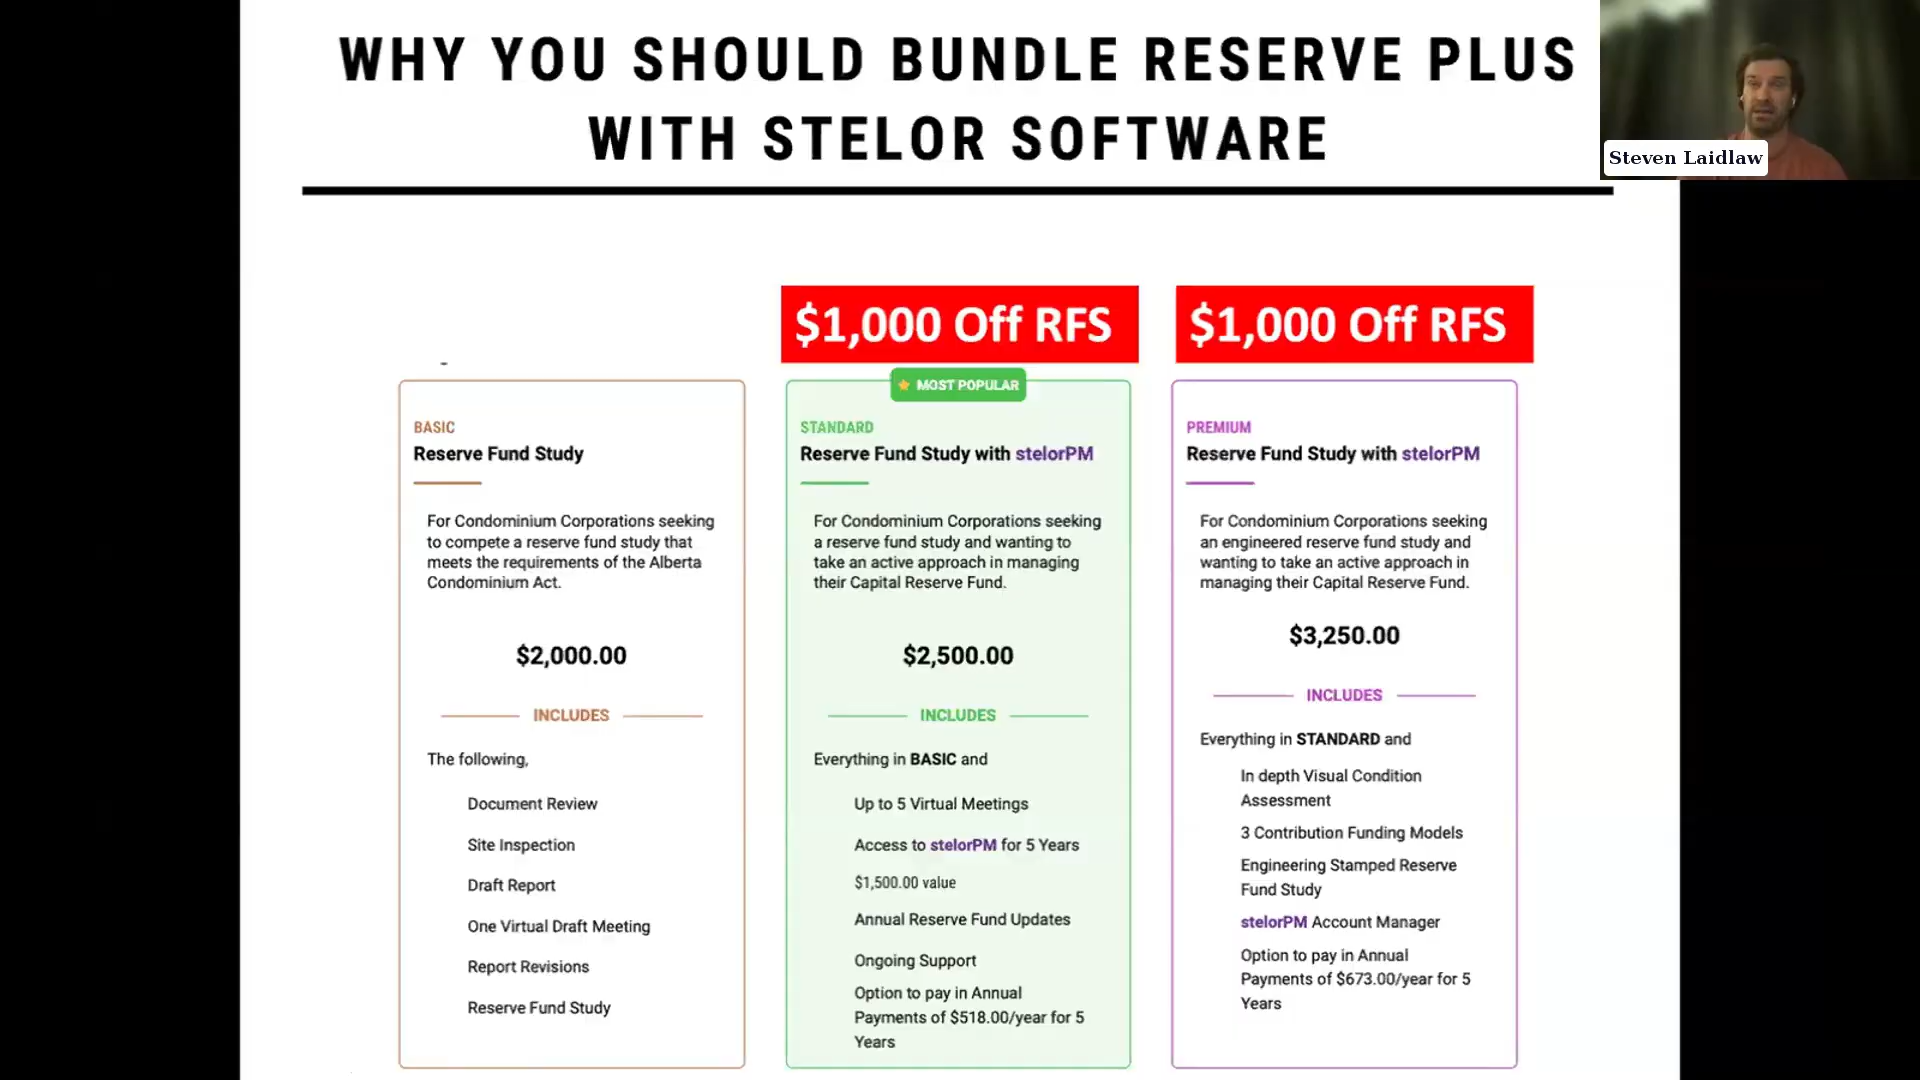 WHY YOU SHOULD BUNDLE RESERVE PLUS
WITH STELOR SOFTWARE
Steven Laidlaw
$1,000 Off RFS
$1,000 Off RFS
BASIC
Reserve Fund Study
For Condominium Corporations seeking
to compete a reserve fund study that
meets the requirements of the Alberta
Condominium Act.
$2,000.00
INCLUDES
The following,
Document Review
Site Inspection
Draft Report
One Virtual Draft Meeting
Report Revisions
Reserve Fund Study
MOST POPULAR
STANDARD
Reserve Fund Study with stelorPM
For Condominium Corporations seeking
a reserve fund study and wanting to
take an active approach in managing
their Capital Reserve Fund.
$2,500.00
INCLUDES
Everything in BASIC and
Up to 5 Virtual Meetings
Access to stelorPM for 5 Years
$1,500.00 value
Annual Reserve Fund Updates
Ongoing Support
Option to pay in Annual
Payments of $518.00/year for 5
Years
PREMIUM
Reserve Fund Study with stelorPM
For Condominium Corporations seeking
an engineered reserve fund study and
wanting to take an active approach in
managing their Capital Reserve Fund.
$3,250.00
INCLUDES
Everything in STANDARD and
In depth Visual Condition
Assessment
3 Contribution Funding Models
Engineering Stamped Reserve
Fund Study
stelorPM Account Manager
Option to pay in Annual
Payments of $673.00/year for 5
Years